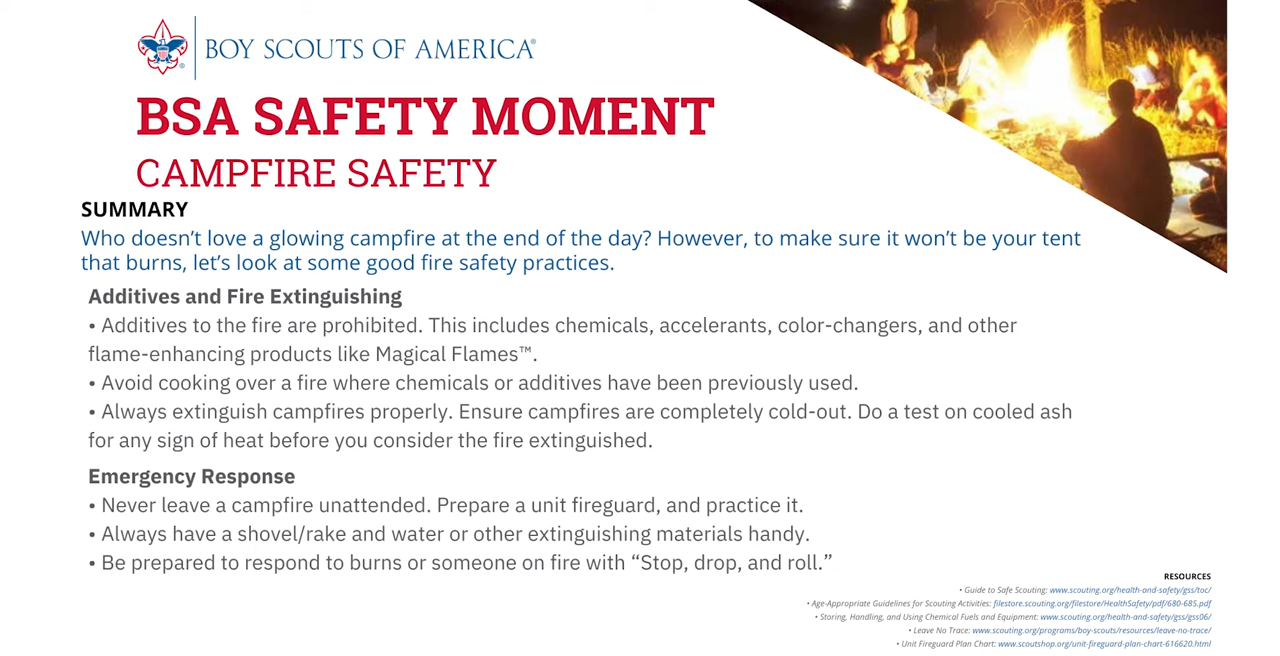 BOY SCOUTS OF AMERICA®
BSA SAFETY MOMENT
CAMPFIRE SAFETY
SUMMARY
Who doesn’t love a glowing campfire at the end of the day? However, to make sure it won’t be your tent
that burns, let’s look at some good fire safety practices.
Additives and Fire Extinguishing
• Additives to the fire are prohibited. This includes chemicals, accelerants, color-changers, and other
flame-enhancing products like Magical Flames™.
• Avoid cooking over a fire where chemicals or additives have been previously used.
• Always extinguish campfires properly. Ensure campfires are completely cold-out. Do a test on cooled ash
for any sign of heat before you consider the fire extinguished.
Emergency Response
• Never leave a campfire unattended. Prepare a unit fireguard, and practice it.
• Always have a shovel/rake and water or other extinguishing materials handy.
• Be prepared to respond to burns or someone on fire with “Stop, drop, and roll.”
RESOURCES
• Guide to Safe Scouting: www.scouting.org/health-and-safety/gss/toc/
• Age-Appropriate Guidelines for Scouting Activities: filestore.scouting.org/filestore/HealthSafety/pdf/680-685.pdf
• Storing, Handling, and Using Chemical Fuels and Equipment: www.scouting.org/health-and-safety/gss/gss06/
• Leave No Trace: www.scouting.org/programs/boy-scouts/resources/leave-no-trace/
• Unit Fireguard Plan Chart: www.scoutshop.org/unit-fireguard-plan-chart-616620.html